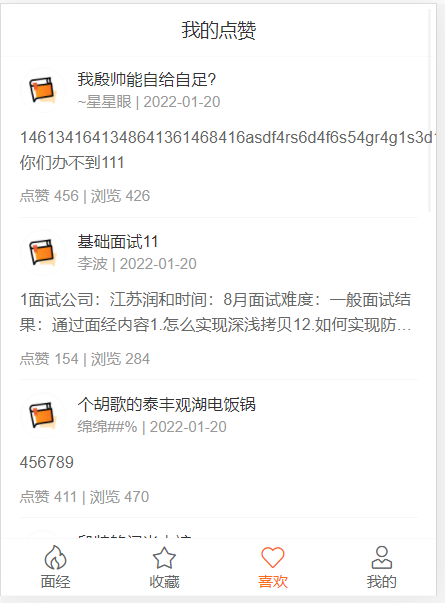 我的点赞
我殷帅能自给自足?
~星星眼 | 2022-01-20
1461341641348641361468416asdf4rs6d4f6s54gr4g1s3d1
你们办不到111
点赞 456 | 浏览 426
基础面试11
李波 | 2022-01-20
1面试公司：江苏润和时间：8月面试难度：一般面试结
果：通过面经内容1.怎么实现深浅拷贝12.如何实现防...
点赞 154 | 浏览 284
个胡歌的泰丰观湖电饭锅
绵绵##% | 2022-01-20
456789
点赞 411 | 浏览 470
面经
收藏
喜欢
我的